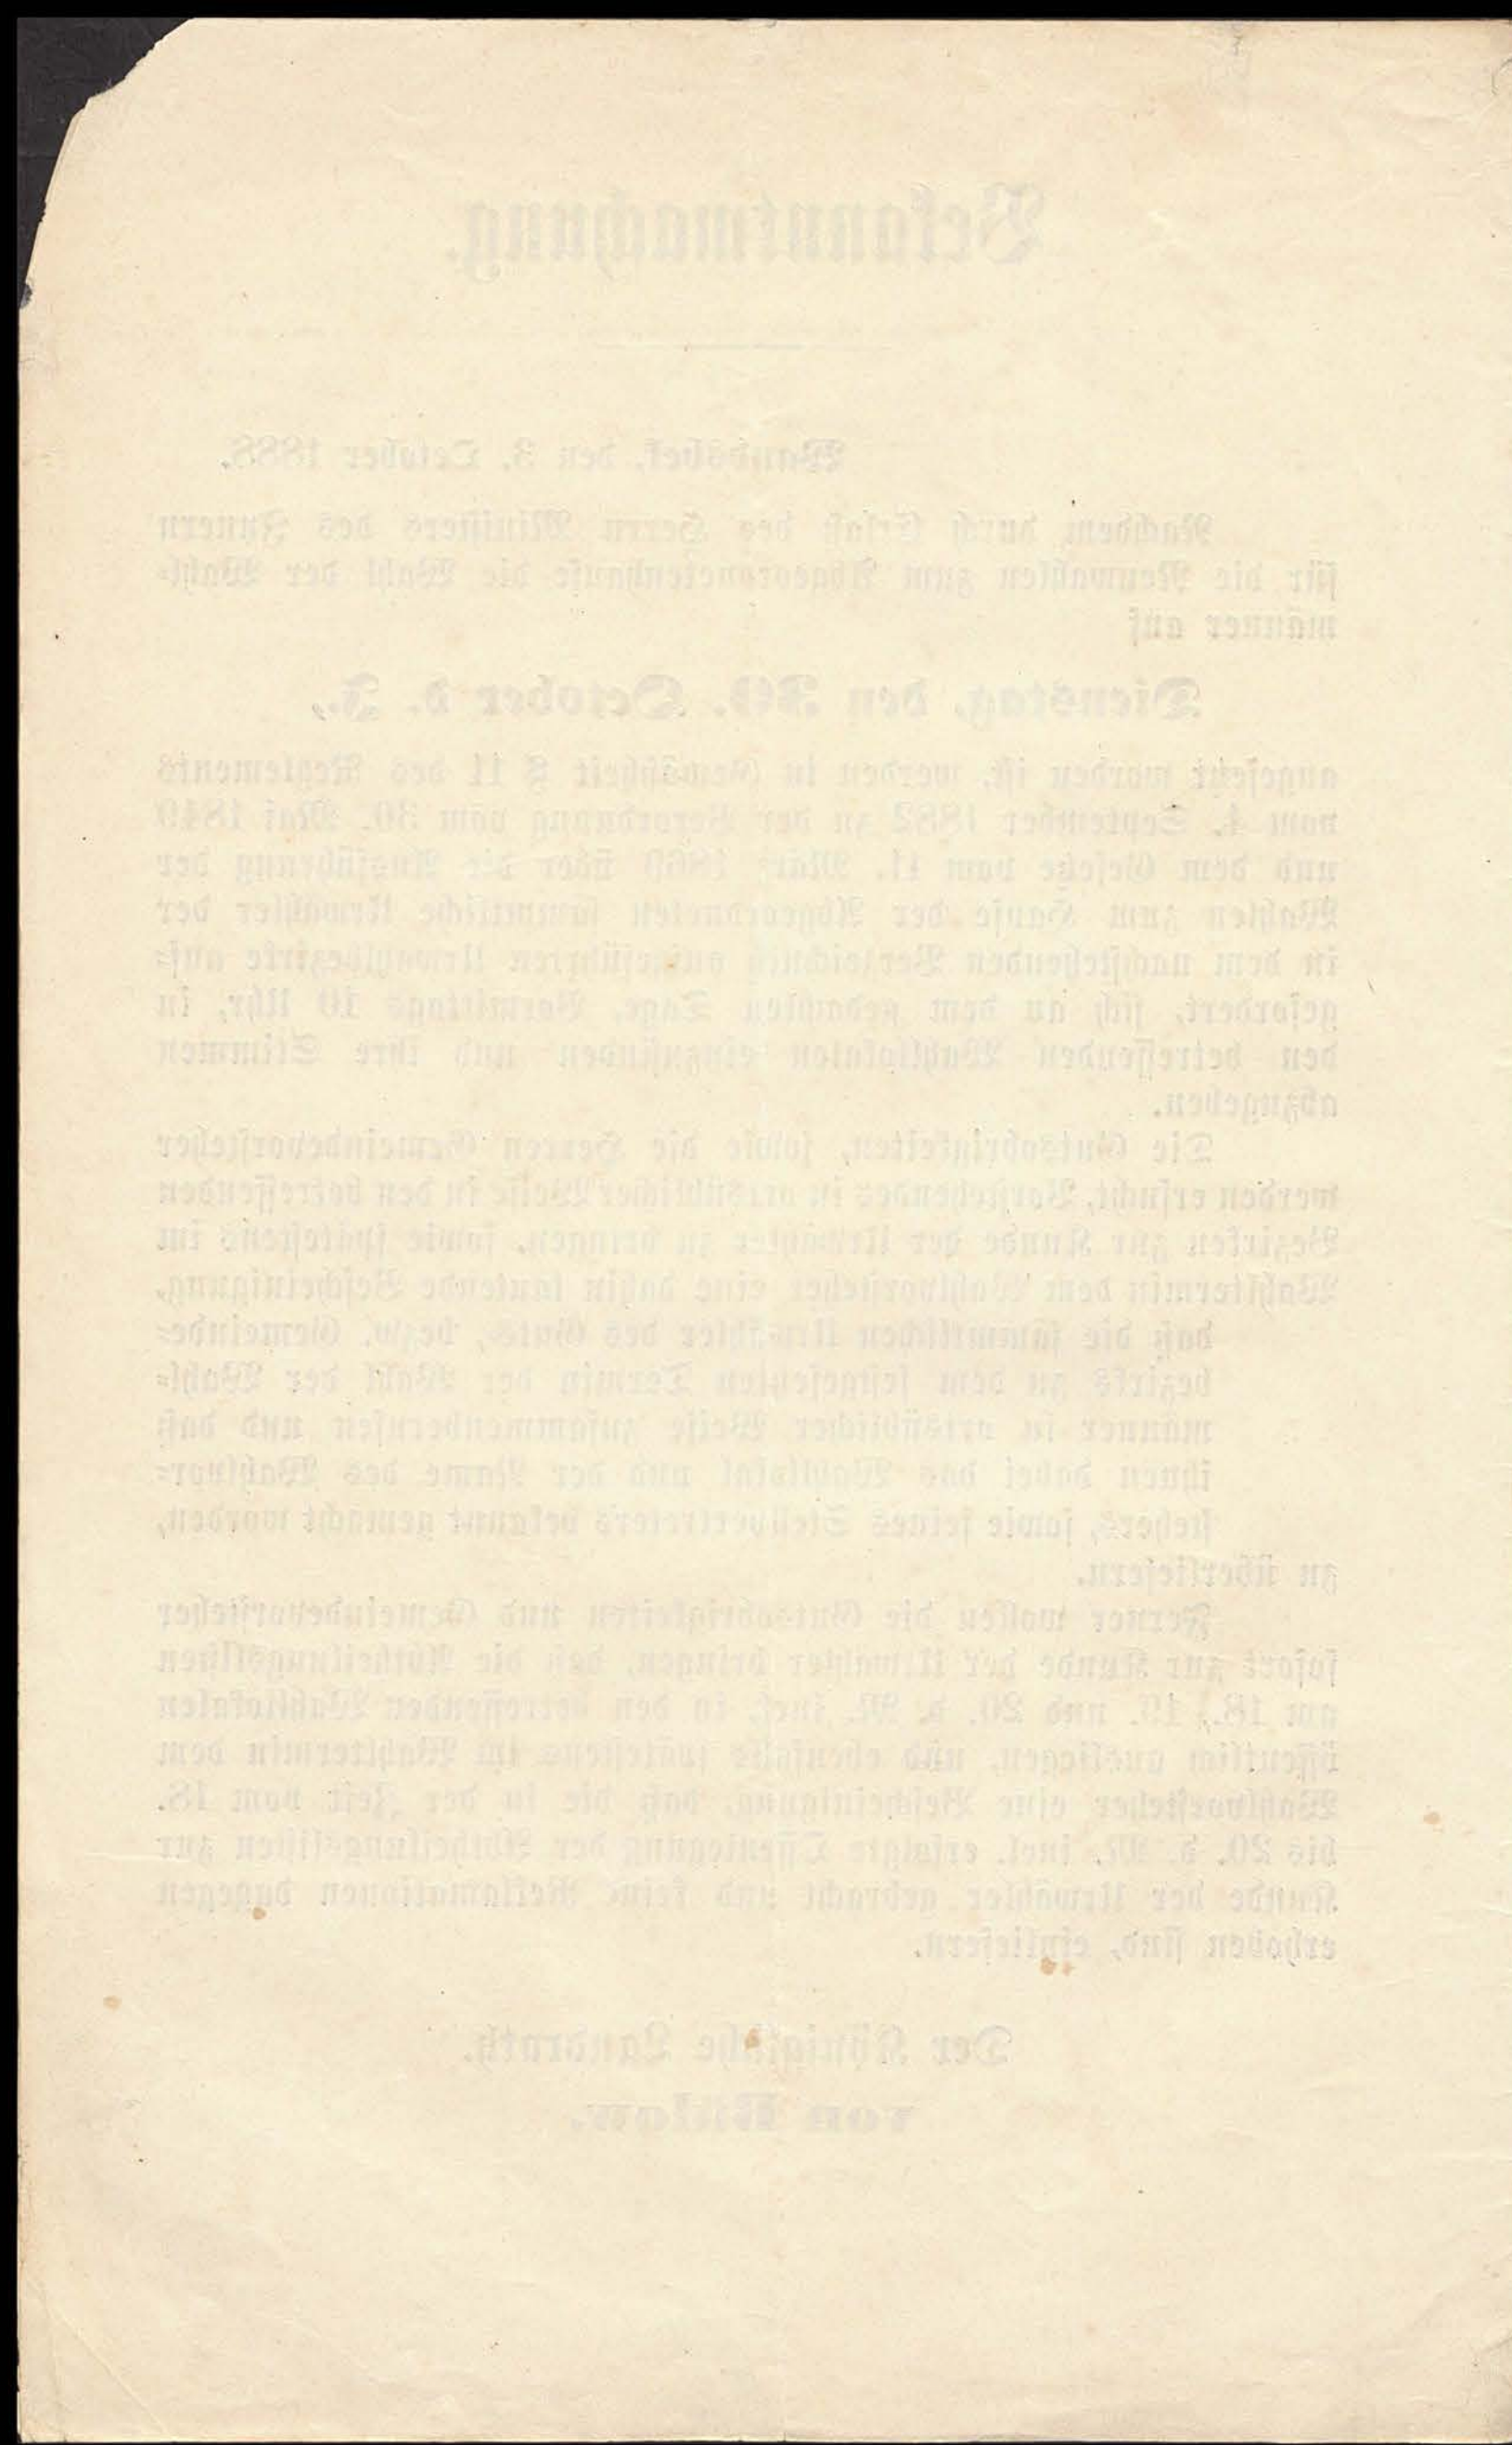 Bekanntmachung.
Wandsbek, den 3. October 1888.
Nachdem durch Erlaß des Herrn Ministers des Innern
für die Neuwahlen zum Abgeordnetenhause die Wahl der Wahl-
männer auf
Dienstag, den 30. October d. J.,
angesetzt worden ist, werden in Gemäßheit § 11 des Reglements
vom 4. September 1882 zu der Verordnung vom 30. Mai 1849
und dem Gesetze vom 11. März 1869 über die Ausführung der
Wahlen zum Hause der Abgeordneten sämmtliche Urwähler der
in dem nachstehenden Verzeichniß aufgeführten Urwahlbezirke auf-
gefordert, sich an dem gedachten Tage, Vormittags 10 Uhr, in
den betreffenden Wahllokalen einzufinden und ihre Stimmen
abzugeben.
Die Gutsobrigkeiten, sowie die Herren Gemeindevorsteher
werden ersucht, Vorstehendes in ortsüblicher Weise in den betreffenden
Bezirken zur Kunde der Urwähler zu bringen, sowie spätestens im
Wahltermin dem Wahlvorsteher eine dahin lautende Bescheinigung,
daß die sämmtlichen Urwähler des Guts-, bezw. Gemeinde-
bezirks zu dem festgesetzten Termin der Wahl der Wahl-
männer in ortsüblicher Weise zusammenberufen und daß
ihnen dabei das Wahllokal und der Name des Wahlvor-
stehers, sowie seines Stellvertreters bekannt gemacht worden,
zu überliefern.
Ferner wollen die Gutsobrigkeiten und Gemeindevorsteher
sofort zur Kunde der Urwähler bringen, daß die Abtheilungslisten
am 18., 19. und 20. d. M. incl. in den betreffenden Wahllokalen
öffentlich ausliegen, und ebenfalls spätestens im Wahltermin dem
Wahlvorsteher eine Bescheinigung, daß die in der Zeit vom 18.
bis 20. d. M. incl. erfolgte Offenlegung der Abtheilungslisten zur
Kunde der Urwähler gebracht und keine Reklamationen dagegen
erhoben sind, einliefern.
Der Königliche Landrath.
von Bülow.